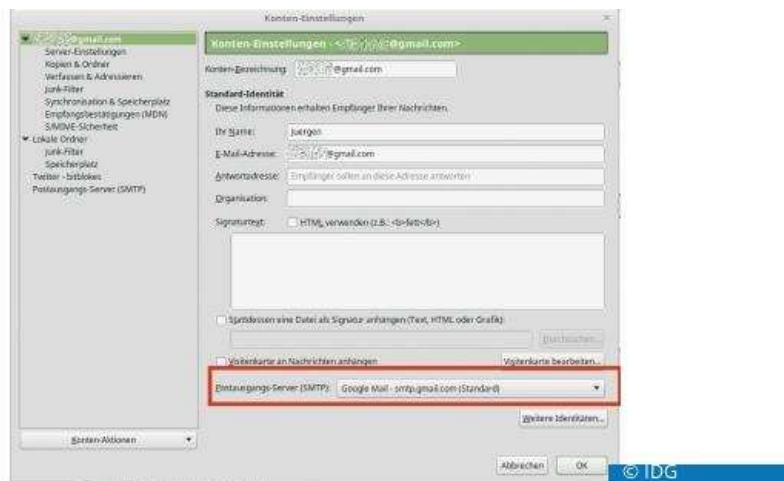 Konten-Einstellungen
@gmail.com
Server-Einstellungen
Kopien & Ordner
Verfassen & Adressieren
Junk-Filter
Synchronisation & Speicherplatz
Empfangsbestätigungen (MDN)
S/MIME-Sicherheit
Lokale Ordner
Junk-Filter
Speicherplatz
Twitter - bitblokes
Postausgangs-Server (SMTP)
Konten-Aktionen
Konten-Einstellungen - @gmail.com>
Konten-Bezeichnung: @gmail.com
Standard-Identität
Diese Informationen erhalten Empfänger Ihrer Nachrichten.
Ihr Name: Juergen
E-Mail-Adresse: @gmail.com
Antwortadresse: Empfänger sollen an diese Adresse antworten
Organisation:
Signaturtext: HTML verwenden (z.B.: <b>fett</b>)
Stattdessen eine Datei als Signatur anhängen (Text, HTML oder Grafik):
Durchsuchen...
Visitenkarte an Nachrichten anhängen Visitenkarte bearbeiten...
Postausgangs-Server (SMTP): Google Mail - smtp.gmail.com (Standard)
Weitere Identitäten...
Abbrechen OK
© IDG